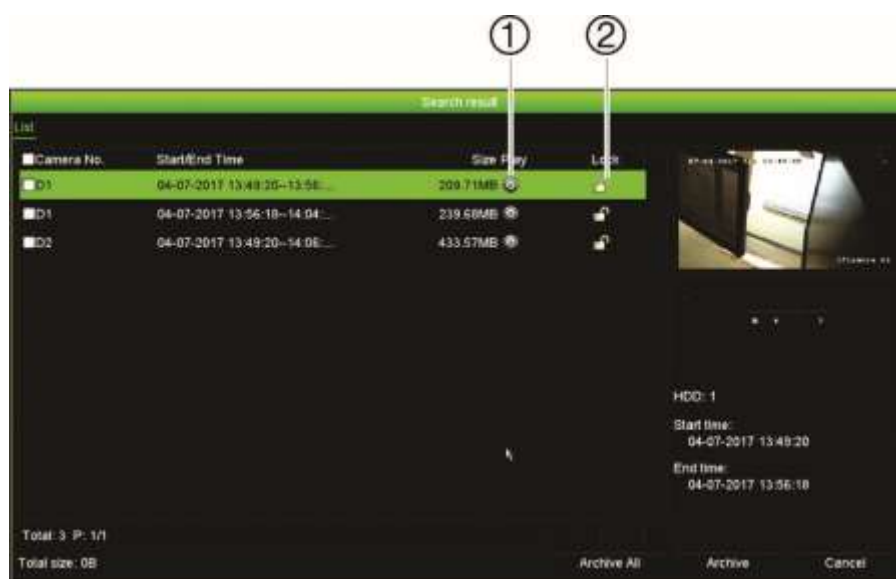 ① ②
Search result
List
Camera No. Start/End Time Size Play Lock
D1 04-07-2017 13:49:20--13:56:... 209.71MB
D1 04-07-2017 13:56:18--14:04:... 239.68MB
D2 04-07-2017 13:49:20--14:06:... 433.57MB
HDD: 1
Start time:
04-07-2017 13:49:20
End time:
04-07-2017 13:56:18
Total: 3 P: 1/1
Total size: 0B
Archive All Archive Cancel